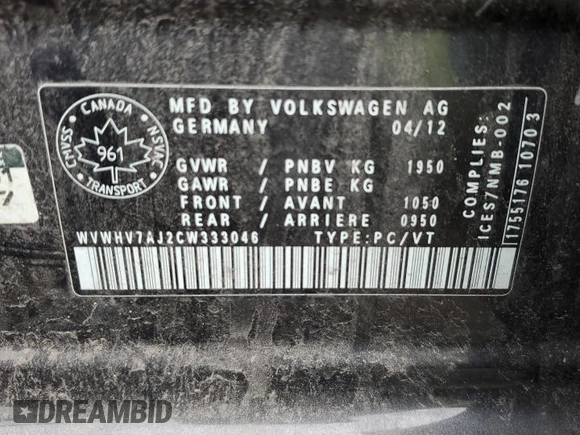 CANADA
CMVSS NSVAC
961
TRANSPORT
MFD BY VOLKSWAGEN AG
GERMANY 04/12
GVWR / PNBV KG 1950
GAWR / PNBE KG
FRONT / AVANT 1050
REAR / ARRIERE 0950
WVWHV7AJ2CW333046 TYPE:PC/VT
COMPLIES:
ICES/NMB-002
1755176 1070 3
DREAMBID